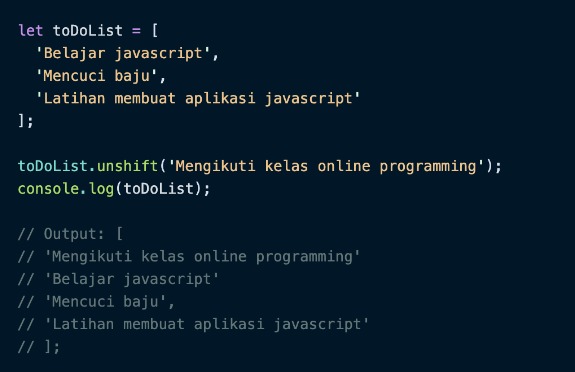 let toDoList = [
  'Belajar javascript',
  'Mencuci baju',
  'Latihan membuat aplikasi javascript'
];

toDoList.unshift('Mengikuti kelas online programming');
console.log(toDoList);

// Output: [
// 'Mengikuti kelas online programming'
// 'Belajar javascript'
// 'Mencuci baju',
// 'Latihan membuat aplikasi javascript'
// ];